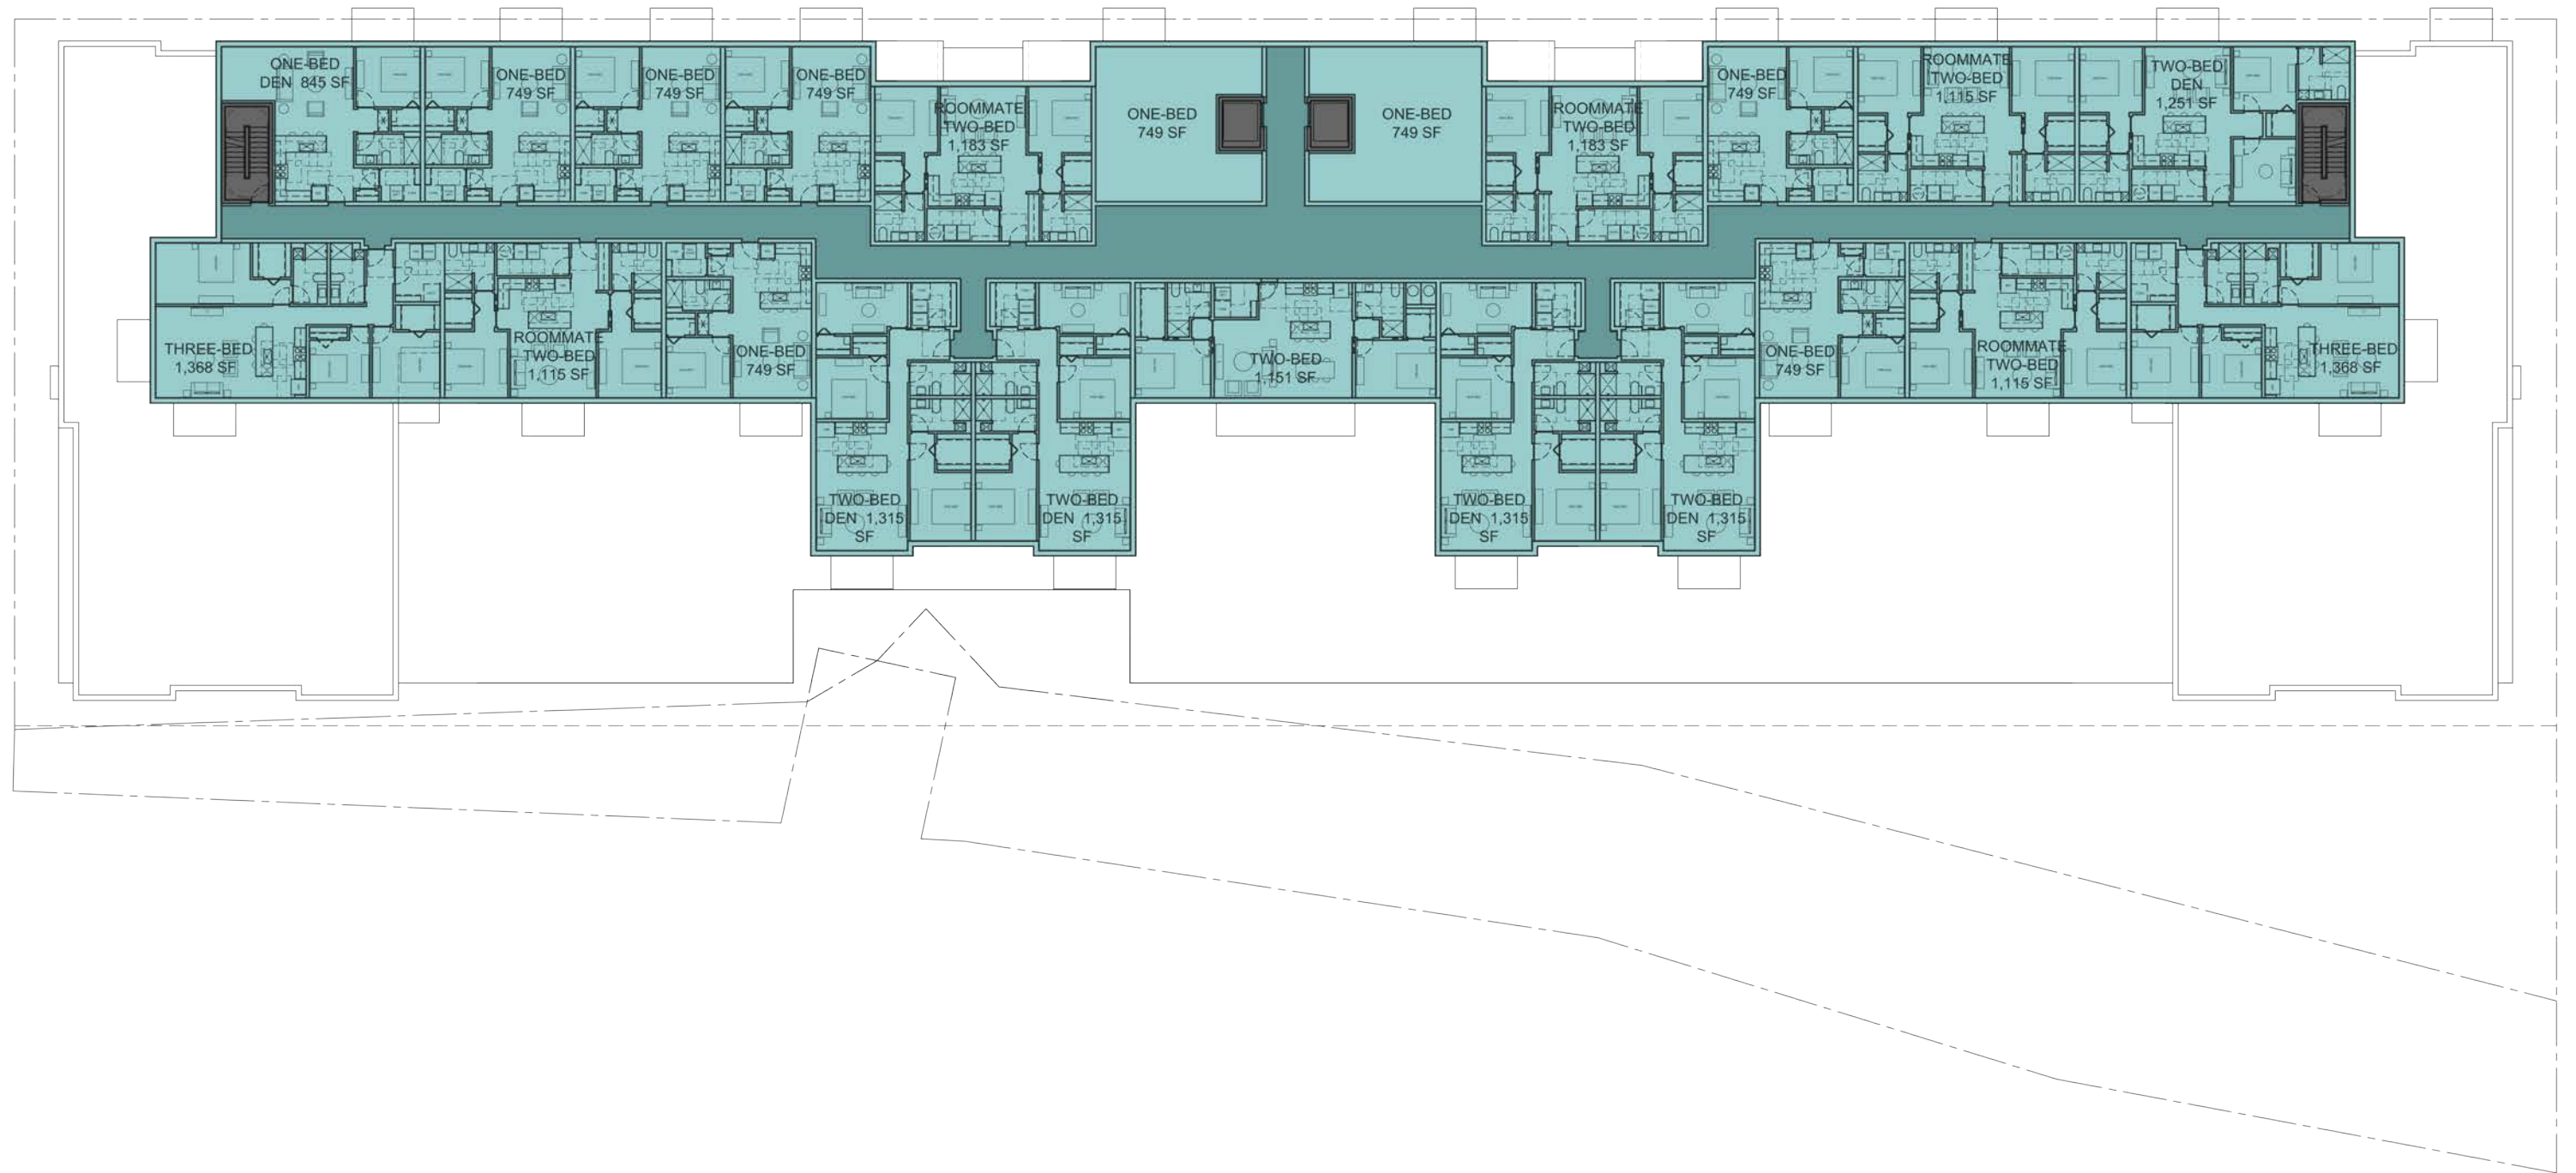 ONE-BED
DEN 845 SF
ONE-BED
749 SF
ONE-BED
749 SF
ONE-BED
749 SF
ROOMMATE
TWO-BED
1,183 SF
ONE-BED
749 SF
ONE-BED
749 SF
ROOMMATE
TWO-BED
1,183 SF
ONE-BED
749 SF
ROOMMATE
TWO-BED
1,115 SF
TWO-BED
DEN
1,251 SF
THREE-BED
1,368 SF
ROOMMATE
TWO-BED
1,115 SF
ONE-BED
749 SF
TWO-BED
DEN 1,315
SF
TWO-BED
DEN 1,315
SF
TWO-BED
1,151 SF
TWO-BED
DEN 1,315
SF
TWO-BED
DEN 1,315
SF
ONE-BED
749 SF
ROOMMATE
TWO-BED
1,115 SF
THREE-BED
1,368 SF